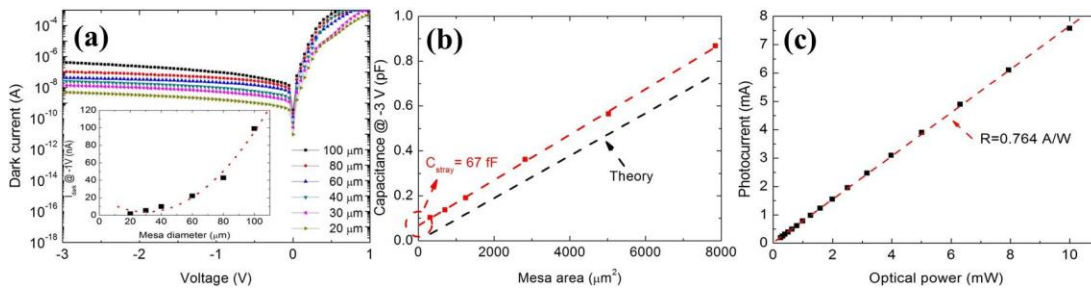 (a)
Dark current (A)
10⁻⁴
10⁻⁶
10⁻⁸
10⁻¹⁰
10⁻¹²
10⁻¹⁴
10⁻¹⁶
10⁻¹⁸
-3 -2 -1 0 1
Voltage (V)
I_dark @ -1V (nA)
120
100
80
60
40
20
0
0 20 40 60 80 100
Mesa diameter (μm)
100 μm
80 μm
60 μm
40 μm
30 μm
20 μm
(b)
Capacitance @ -3 V (pF)
1.0
0.8
0.6
0.4
0.2
0.0
0 2000 4000 6000 8000
Mesa area (μm²)
C_stray = 67 fF
Theory
(c)
Photocurrent (mA)
8
7
6
5
4
3
2
1
0
0 2 4 6 8 10
Optical power (mW)
R=0.764 A/W